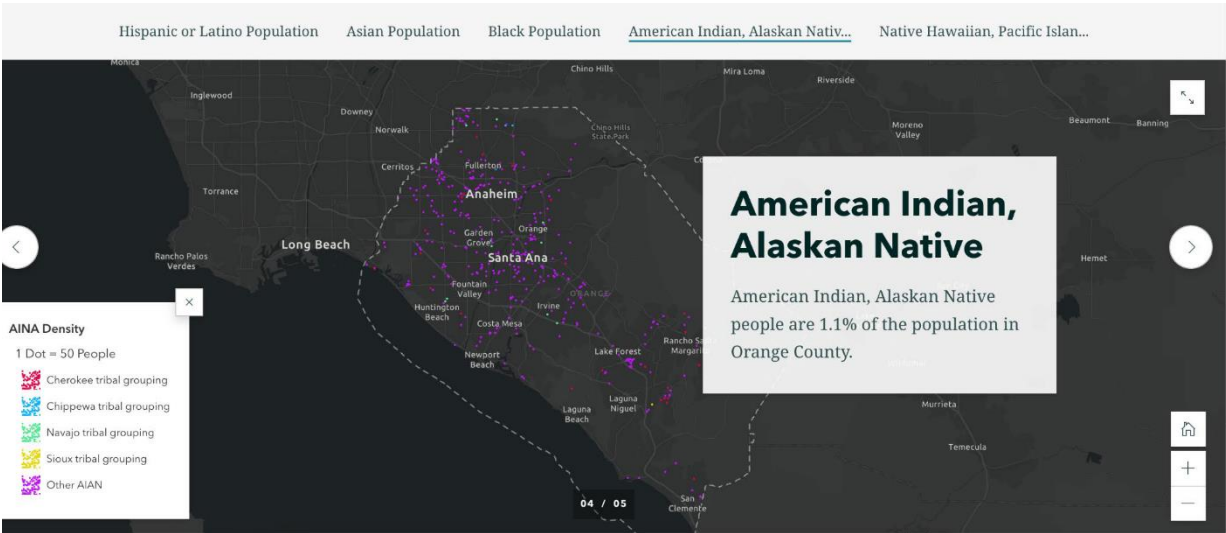 Hispanic or Latino Population
Asian Population
Black Population
American Indian, Alaskan Nativ...
Native Hawaiian, Pacific Islan...
Monica
Chino Hills
Mira Loma
Riverside
Inglewood
Downey
Norwalk
Chino Hills
State Park
Moreno
Valley
Beaumont
Banning
Cerritos
Fullerton
Torrance
Anaheim
Garden
Grove
Orange
Long Beach
Santa Ana
Rancho Palos
Verdes
Hemet
Fountain
Valley
ORANGE
Huntington
Beach
Irvine
Costa Mesa
Newport
Beach
Lake Forest
Rancho Sa
Margari
Laguna
Niguel
Laguna
Beach
Murrieta
Temecula
San
Clemente
American Indian,
Alaskan Native
American Indian, Alaskan Native
people are 1.1% of the population in
Orange County.
AINA Density
1 Dot = 50 People
Cherokee tribal grouping
Chippewa tribal grouping
Navajo tribal grouping
Sioux tribal grouping
Other AIAN
04 / 05